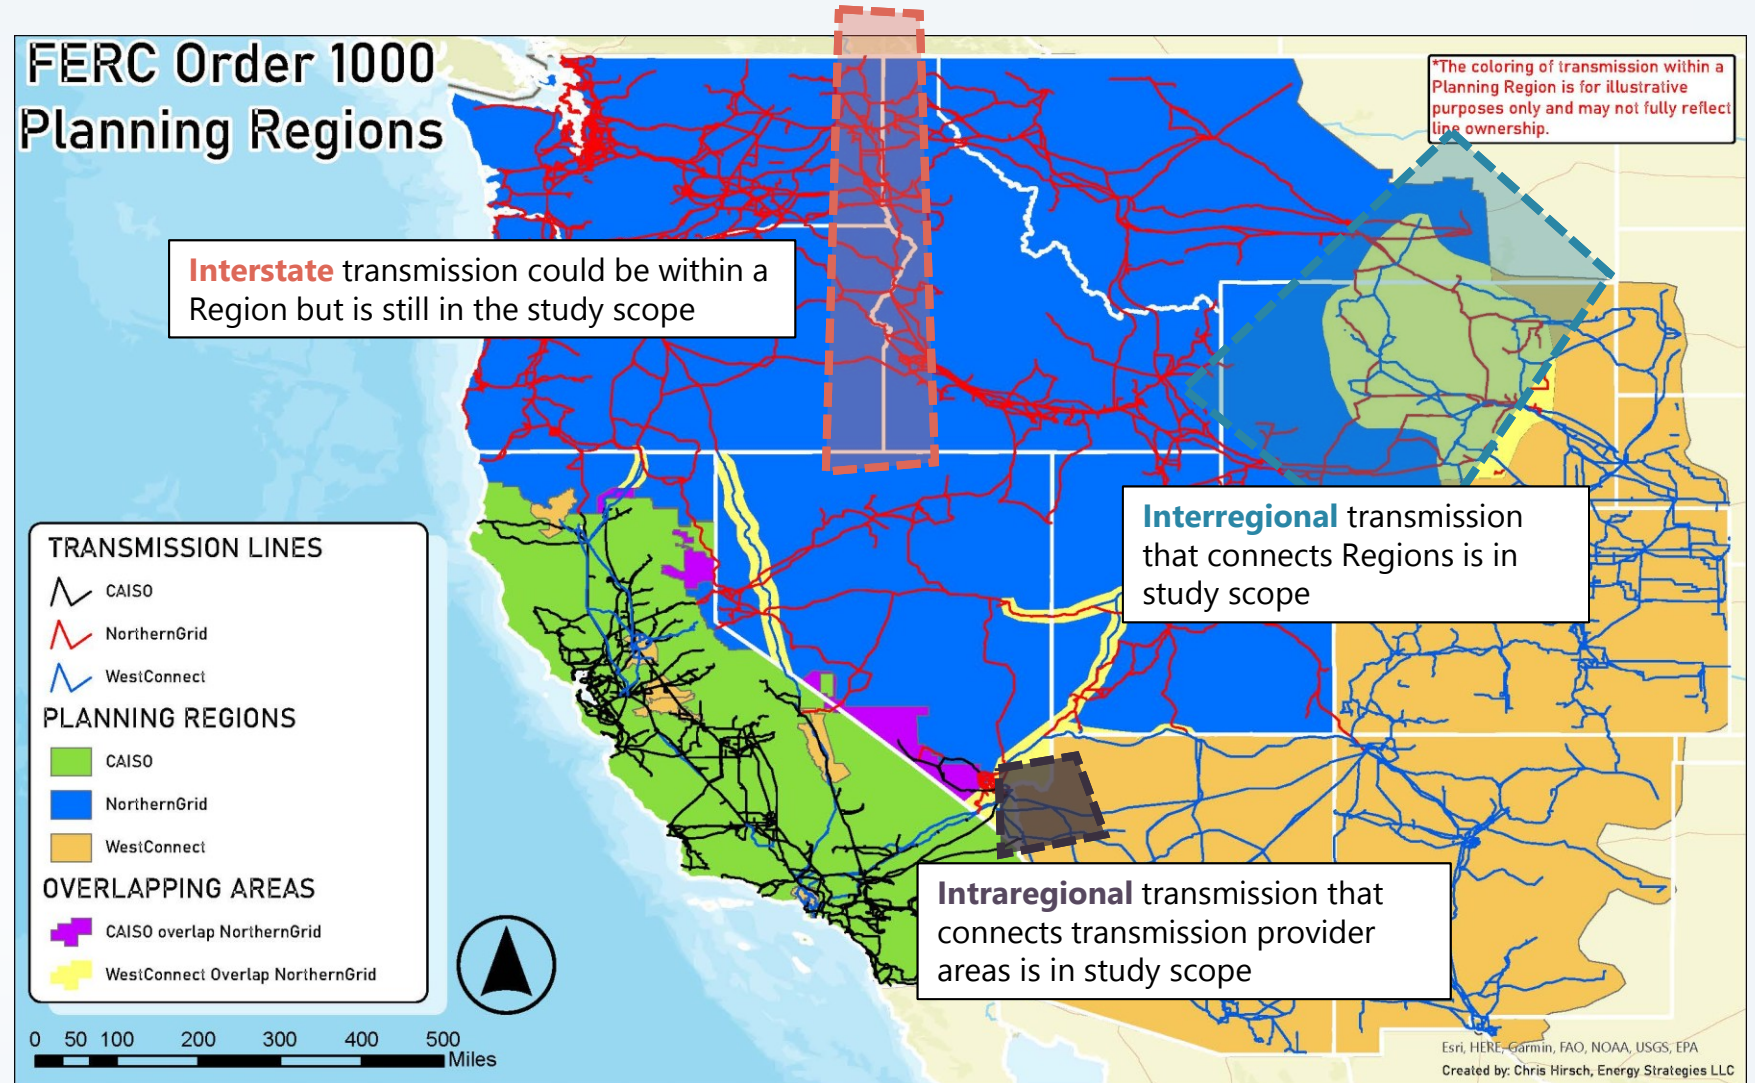 FERC Order 1000
Planning Regions
*The coloring of transmission within a
Planning Region is for illustrative
purposes only and may not fully reflect
line ownership.
Interstate transmission could be within a
Region but is still in the study scope
Interregional transmission
that connects Regions is in
study scope
Intraregional transmission that
connects transmission provider
areas is in study scope
TRANSMISSION LINES
CAISO
NorthernGrid
WestConnect
PLANNING REGIONS
CAISO
NorthernGrid
WestConnect
OVERLAPPING AREAS
CAISO overlap NorthernGrid
WestConnect Overlap NorthernGrid
0 50 100 200 300 400 500
Miles
Esri, HERE, Garmin, FAO, NOAA, USGS, EPA
Created by: Chris Hirsch, Energy Strategies LLC